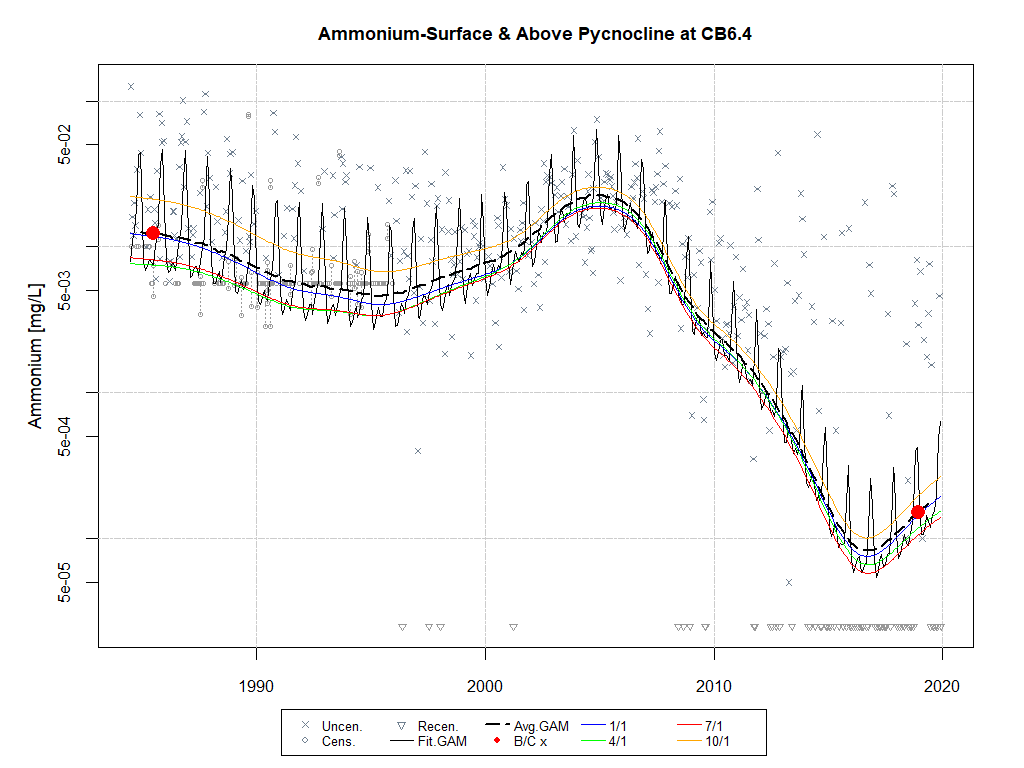 Ammonium-Surface & Above Pycnocline at CB6.4
Ammonium [mg/L]
5e-02
5e-03
5e-04
5e-05
1990 2000 2010 2020
Uncen. Recen. Avg.GAM 1/1 7/1
Cens. Fit.GAM B/C x 4/1 10/1